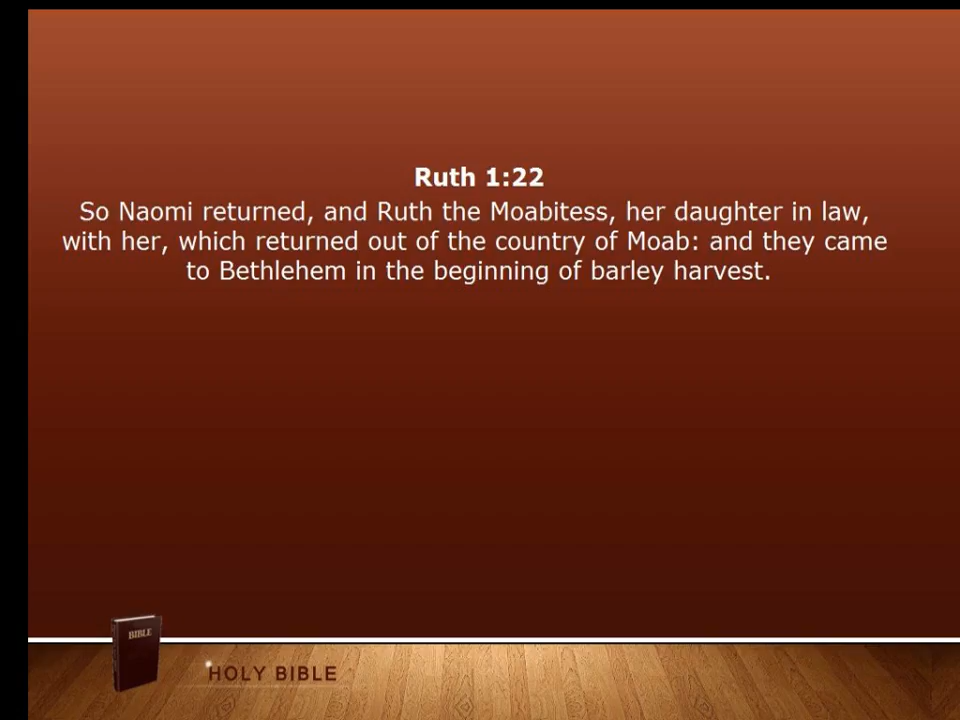 Ruth 1:22
So Naomi returned, and Ruth the Moabitess, her daughter in law,
with her, which returned out of the country of Moab: and they came
to Bethlehem in the beginning of barley harvest.
BIBLE
HOLY BIBLE